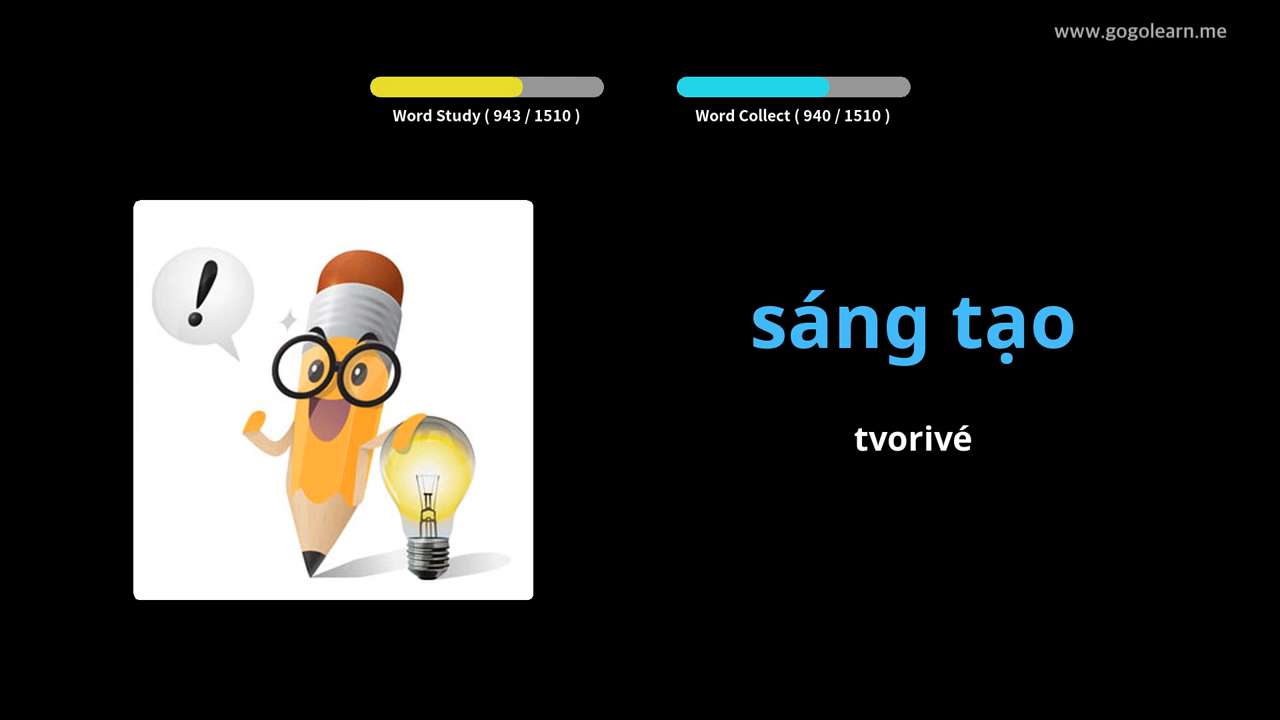 www.gogolearn.me
Word Study ( 943 / 1510 )
Word Collect ( 940 / 1510 )
!
sáng tạo
tvorivé